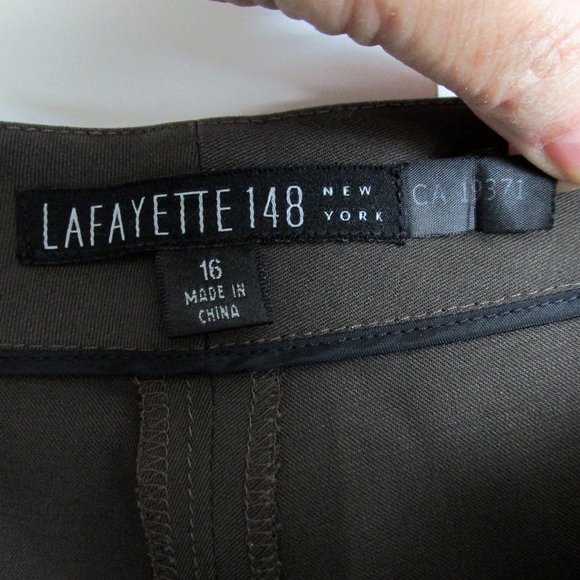 LAFAYETTE 148 NEW YORK
CA 19371
16
MADE IN
CHINA